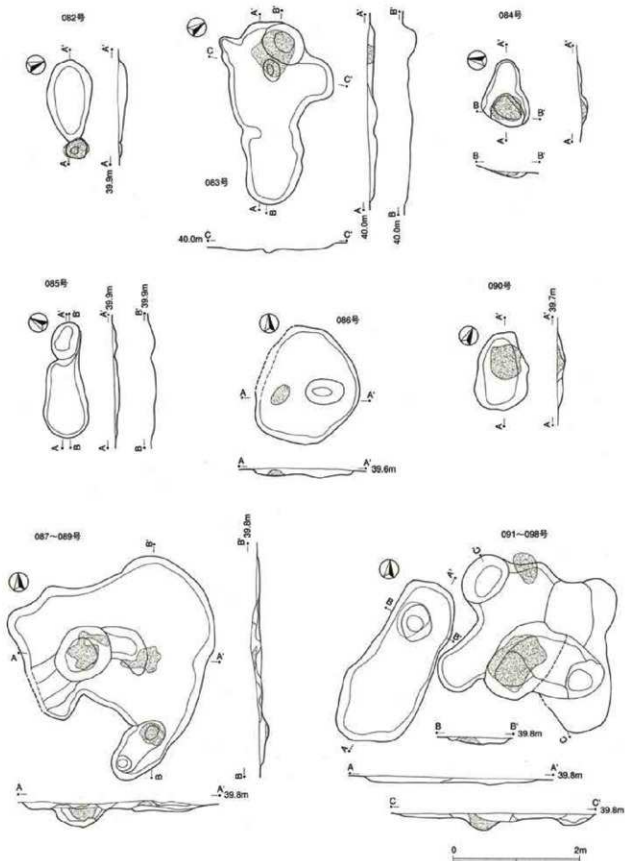 082号
A'
A'
A
A
39.9m
083号
A'
B'
A'
B'
C
C'
A
B
A
B
40.0m
40.0m
40.0m
C
C'
084号
A'
A'
B
B'
A
A
B
B'
085号
A'
B'
A'
39.9m
B'
39.9m
A
B
A
B
086号
A
A'
A
A'
39.6m
090号
A'
A'
39.7m
A
A
087〜089号
B'
B'
39.8m
A
A'
B
B
A
A'
39.8m
091〜098号
C'
A'
B
B'
A
C
B
B'
39.8m
A
A'
39.8m
C
C'
39.8m
0
2m